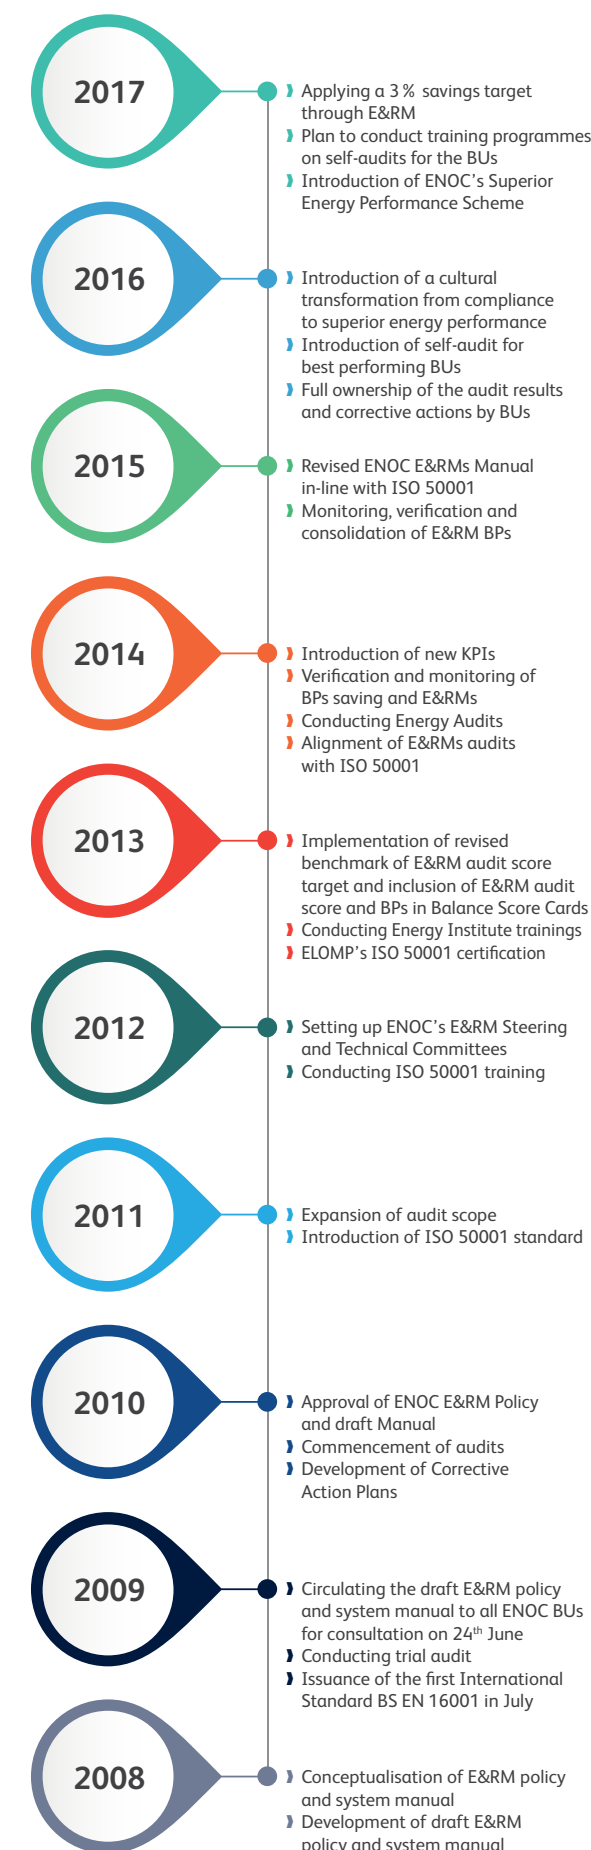 2017
❱ Applying a 3% savings target
through E&RM
❱ Plan to conduct training programmes
on self-audits for the BUs
❱ Introduction of ENOC’s Superior
Energy Performance Scheme
2016
❱ Introduction of a cultural
transformation from compliance
to superior energy performance
❱ Introduction of self-audit for
best performing BUs
❱ Full ownership of the audit results
and corrective actions by BUs
2015
❱ Revised ENOC E&RMs Manual
in-line with ISO 50001
❱ Monitoring, verification and
consolidation of E&RM BPs
2014
❱ Introduction of new KPIs
❱ Verification and monitoring of
BPs saving and E&RMs
❱ Conducting Energy Audits
❱ Alignment of E&RMs audits
with ISO 50001
2013
❱ Implementation of revised
benchmark of E&RM audit score
target and inclusion of E&RM audit
score and BPs in Balance Score Cards
❱ Conducting Energy Institute trainings
❱ ELOMP’s ISO 50001 certification
2012
❱ Setting up ENOC’s E&RM Steering
and Technical Committees
❱ Conducting ISO 50001 training
2011
❱ Expansion of audit scope
❱ Introduction of ISO 50001 standard
2010
❱ Approval of ENOC E&RM Policy
and draft Manual
❱ Commencement of audits
❱ Development of Corrective
Action Plans
2009
❱ Circulating the draft E&RM policy
and system manual to all ENOC BUs
for consultation on 24th June
❱ Conducting trial audit
❱ Issuance of the first International
Standard BS EN 16001 in July
2008
❱ Conceptualisation of E&RM policy
and system manual
❱ Development of draft E&RM
policy and system manual